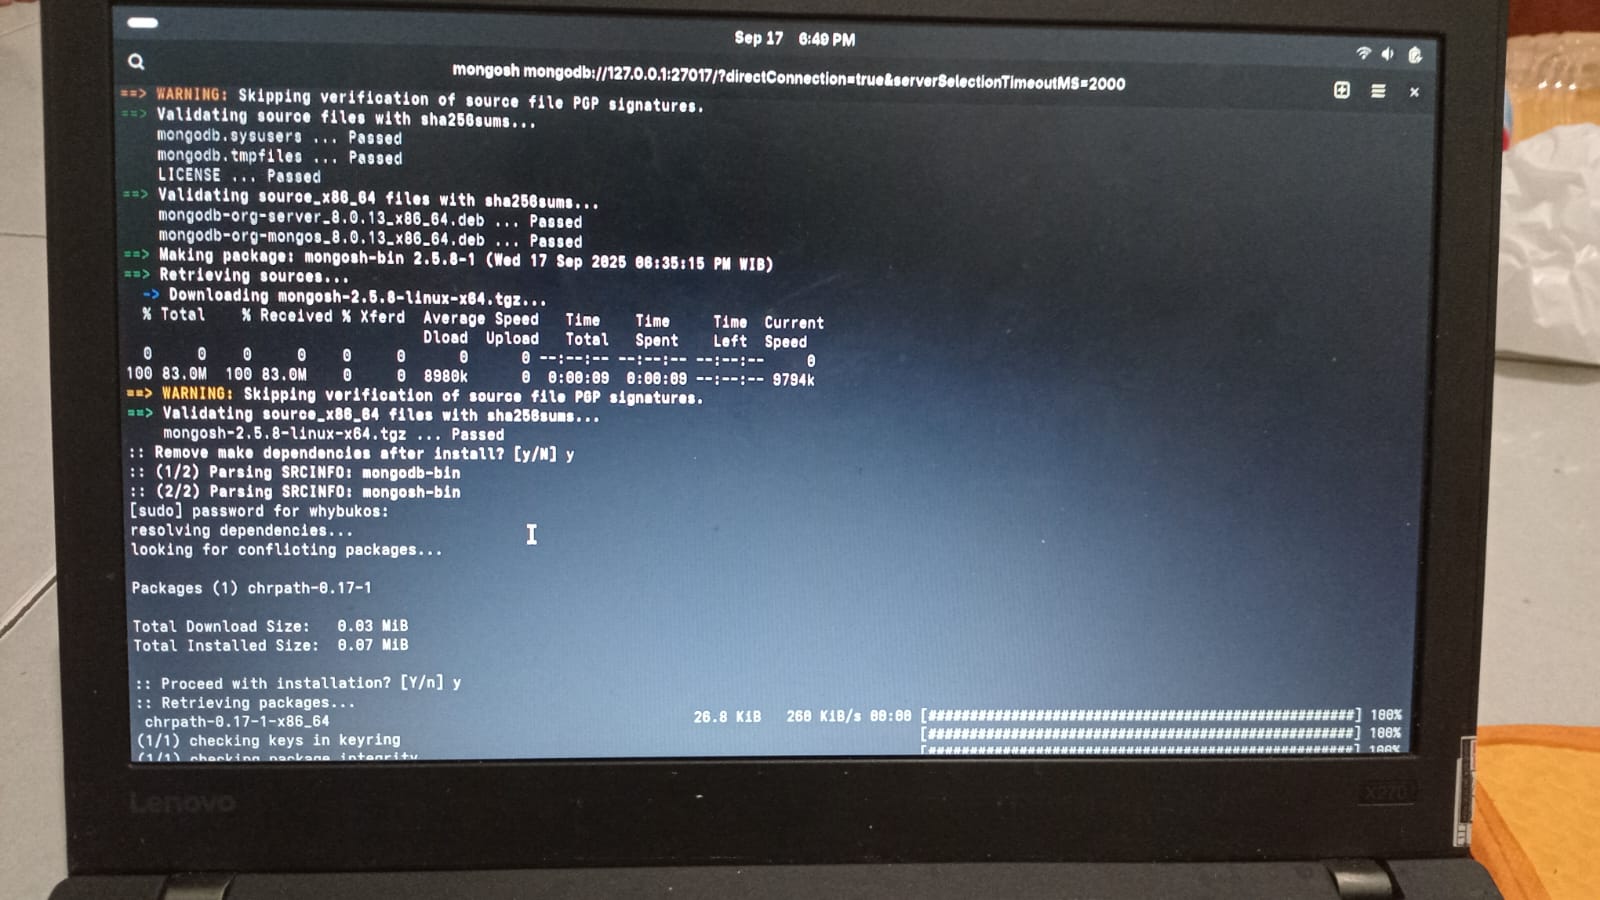 Sep 17 6:49 PM
mongosh mongodb://127.0.0.1:27017/?directConnection=true&serverSelectionTimeoutMS=2000
==> WARNING: Skipping verification of source file PGP signatures.
==> Validating source files with sha256sums...
mongodb.sysusers ... Passed
mongodb.tmpfiles ... Passed
LICENSE ... Passed
==> Validating source_x86_64 files with sha256sums...
mongodb-org-server_8.0.13_x86_64.deb ... Passed
mongodb-org-mongos_8.0.13_x86_64.deb ... Passed
==> Making package: mongosh-bin 2.5.8-1 (Wed 17 Sep 2025 06:35:15 PM WIB)
==> Retrieving sources...
-> Downloading mongosh-2.5.8-linux-x64.tgz...
% Total % Received % Xferd Average Speed Time Time Time Current
Dload Upload Total Spent Left Speed
0 0 0 0 0 0 0 0 --:--:-- --:--:-- --:--:-- 0
100 83.0M 100 83.0M 0 0 8980k 0 0:00:09 0:00:09 --:--:-- 9794k
==> WARNING: Skipping verification of source file PGP signatures.
==> Validating source_x86_64 files with sha256sums...
mongosh-2.5.8-linux-x64.tgz ... Passed
:: Remove make dependencies after install? [y/N] y
:: (1/2) Parsing SRCINFO: mongodb-bin
:: (2/2) Parsing SRCINFO: mongosh-bin
[sudo] password for whybukos:
resolving dependencies...
looking for conflicting packages...
Packages (1) chrpath-0.17-1
Total Download Size: 0.03 MiB
Total Installed Size: 0.07 MiB
:: Proceed with installation? [Y/n] y
:: Retrieving packages...
chrpath-0.17-1-x86_64 26.8 KiB 260 KiB/s 00:00 [####################################################] 100%
(1/1) checking keys in keyring [####################################################] 100%
(1/1) checking package integrity [####################################################] 100%
Lenovo
X270